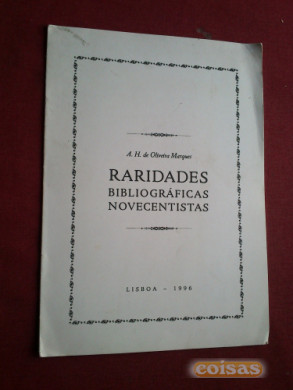 A. H. de Oliveira Marques
RARIDADES
BIBLIOGRÁFICAS
NOVECENTISTAS
LISBOA – 1996
coisas